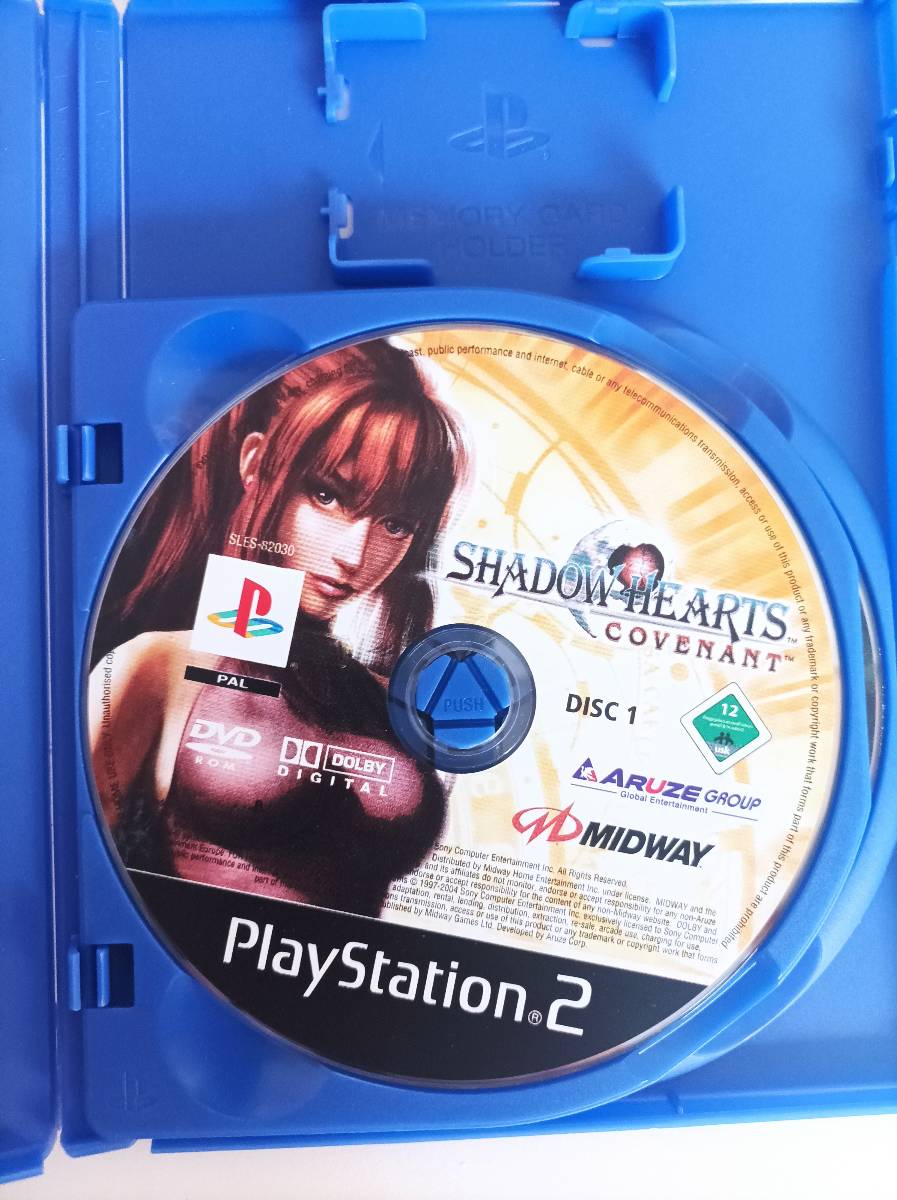 MEMORY CARD
HOLDER
public performance and internet, cable or any telecommunications transmission, access or use of this product or any trademark or copyright work that forms part of this product are prohibited
SLES-82030
SHADOW HEARTS™
COVENANT™
PAL
PUSH
DISC 1
12
usk
DVD
ROM
DOLBY
DIGITAL
ARUZE GROUP
Global Entertainment
MIDWAY
Sony Computer Entertainment Inc. All Rights Reserved.
Distributed by Midway Home Entertainment Inc. under license. MIDWAY and the
and its affiliates do not monitor, endorse or accept responsibility for any non-Aruze
endorse or accept responsibility for the content of any non-Midway website. DOLBY and
© 1997-2004 Sony Computer Entertainment Inc. exclusively licensed to Sony Computer
adaptation, rental, lending, distribution, extraction, re-sale, arcade use, charging for use,
transmission, access or use of this product or any trademark or copyright work that forms
Published by Midway Games Ltd. Developed by Aruze Corp.
PlayStation®2